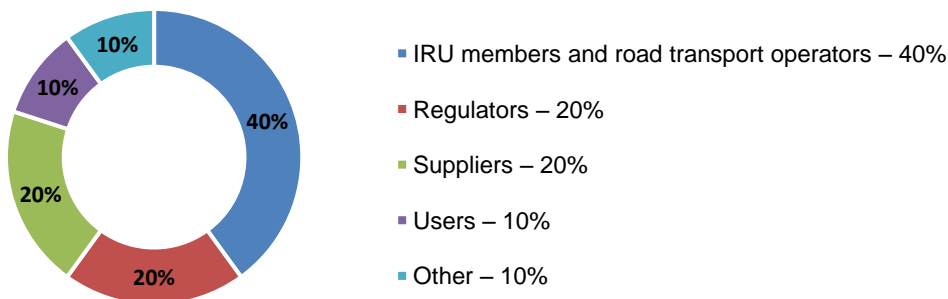 10%
10%
40%
20%
20%
IRU members and road transport operators – 40%
Regulators – 20%
Suppliers – 20%
Users – 10%
Other – 10%